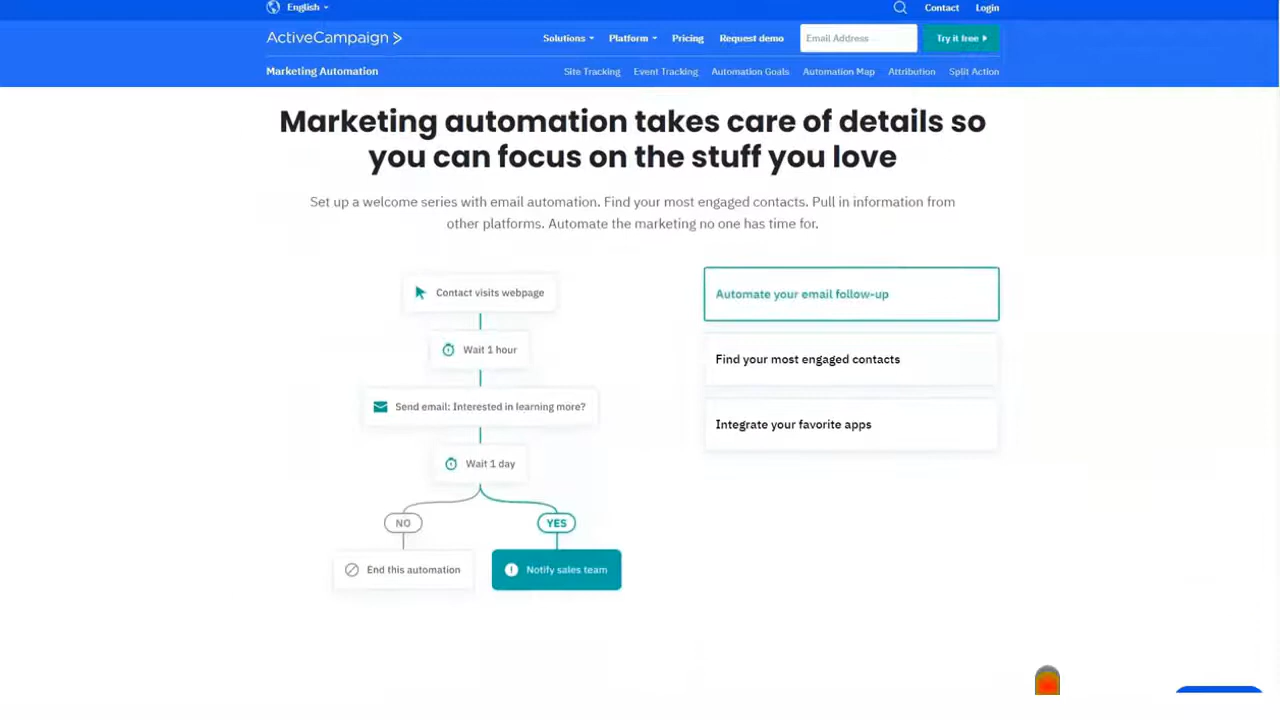 English
Contact
Login
ActiveCampaign >
Solutions
Platform
Pricing
Request demo
Email Address
Try it free
Marketing Automation
Site Tracking
Event Tracking
Automation Goals
Automation Map
Attribution
Split Action
Marketing automation takes care of details so
you can focus on the stuff you love
Set up a welcome series with email automation. Find your most engaged contacts. Pull in information from
other platforms. Automate the marketing no one has time for.
Contact visits webpage
Wait 1 hour
Send email: Interested in learning more?
Wait 1 day
NO
YES
End this automation
Notify sales team
Automate your email follow-up
Find your most engaged contacts
Integrate your favorite apps